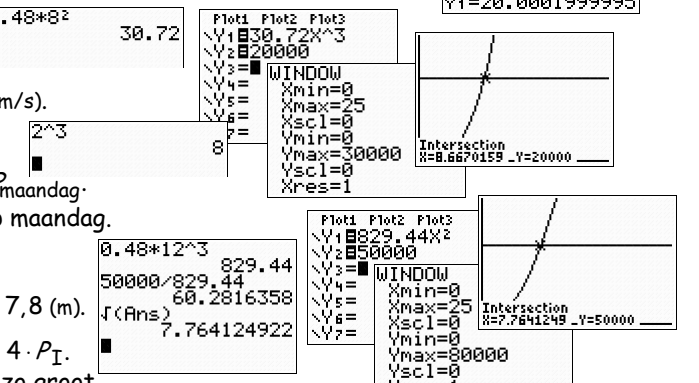 Y1=20.0001999995
.48*8²
30.72
m/s).
2^3
8
Plot1 Plot2 Plot3
\Y1=30.72X^3
\Y2=20000
\Y3=
\Y4=
\Y5=
\Y6=
7=
WINDOW
Xmin=0
Xmax=25
Xscl=0
Ymin=0
Ymax=30000
Yscl=0
Xres=1
Intersection
X=8.6670159 Y=20000
maandag.
maandag.
0.48*12^3
829.44
50000/829.44
60.2816358
√(Ans)
7.764124922
7,8 (m).
4 · PI.
ze groot
Plot1 Plot2 Plot3
\Y1=829.44X²
\Y2=50000
\Y3=
\Y4=
\Y5=
\Y6=
\Y7=
WINDOW
Xmin=0
Xmax=25
Xscl=0
Ymin=0
Ymax=80000
Yscl=0
Intersection
X=7.7641249 Y=50000